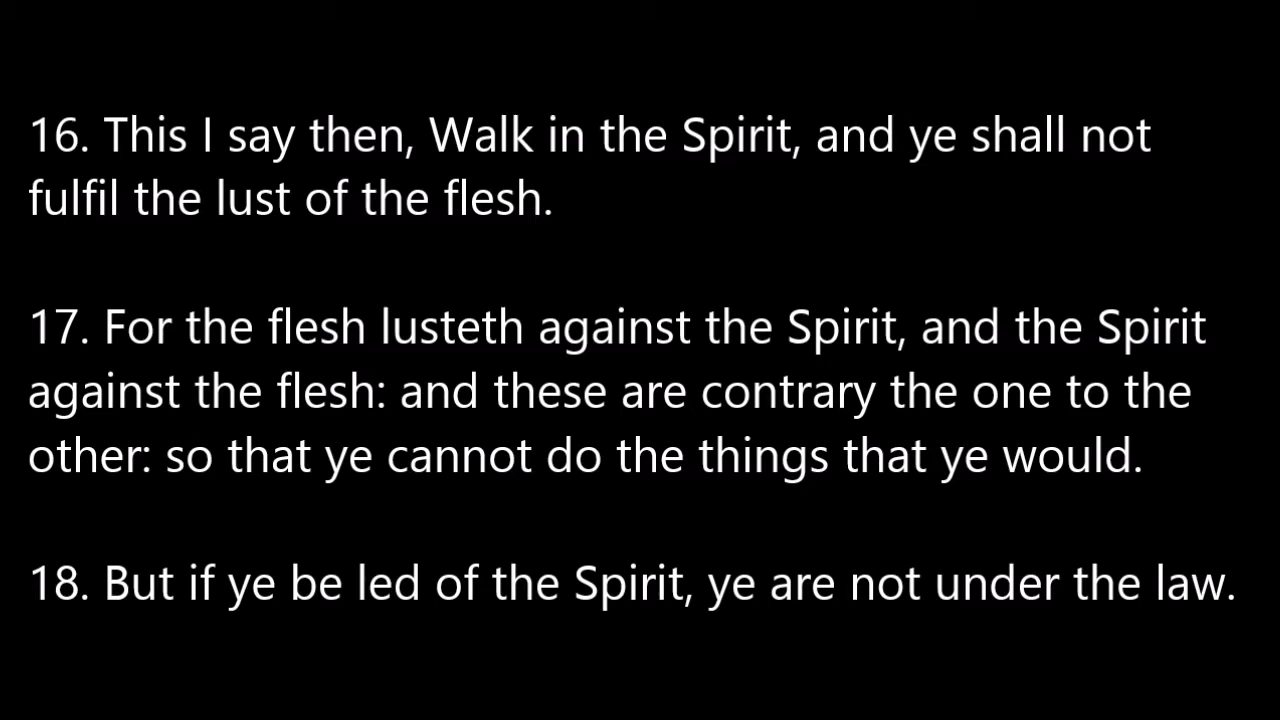 16. This I say then, Walk in the Spirit, and ye shall not
fulfil the lust of the flesh.
17. For the flesh lusteth against the Spirit, and the Spirit
against the flesh: and these are contrary the one to the
other: so that ye cannot do the things that ye would.
18. But if ye be led of the Spirit, ye are not under the law.